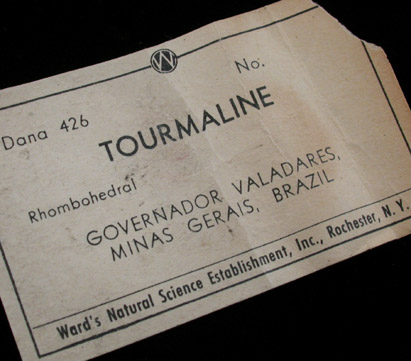 W
No.
Dana 426
TOURMALINE
Rhombohedral
GOVERNADOR VALADARES,
MINAS GERAIS, BRAZIL
Ward's Natural Science Establishment, Inc., Rochester, N.Y.